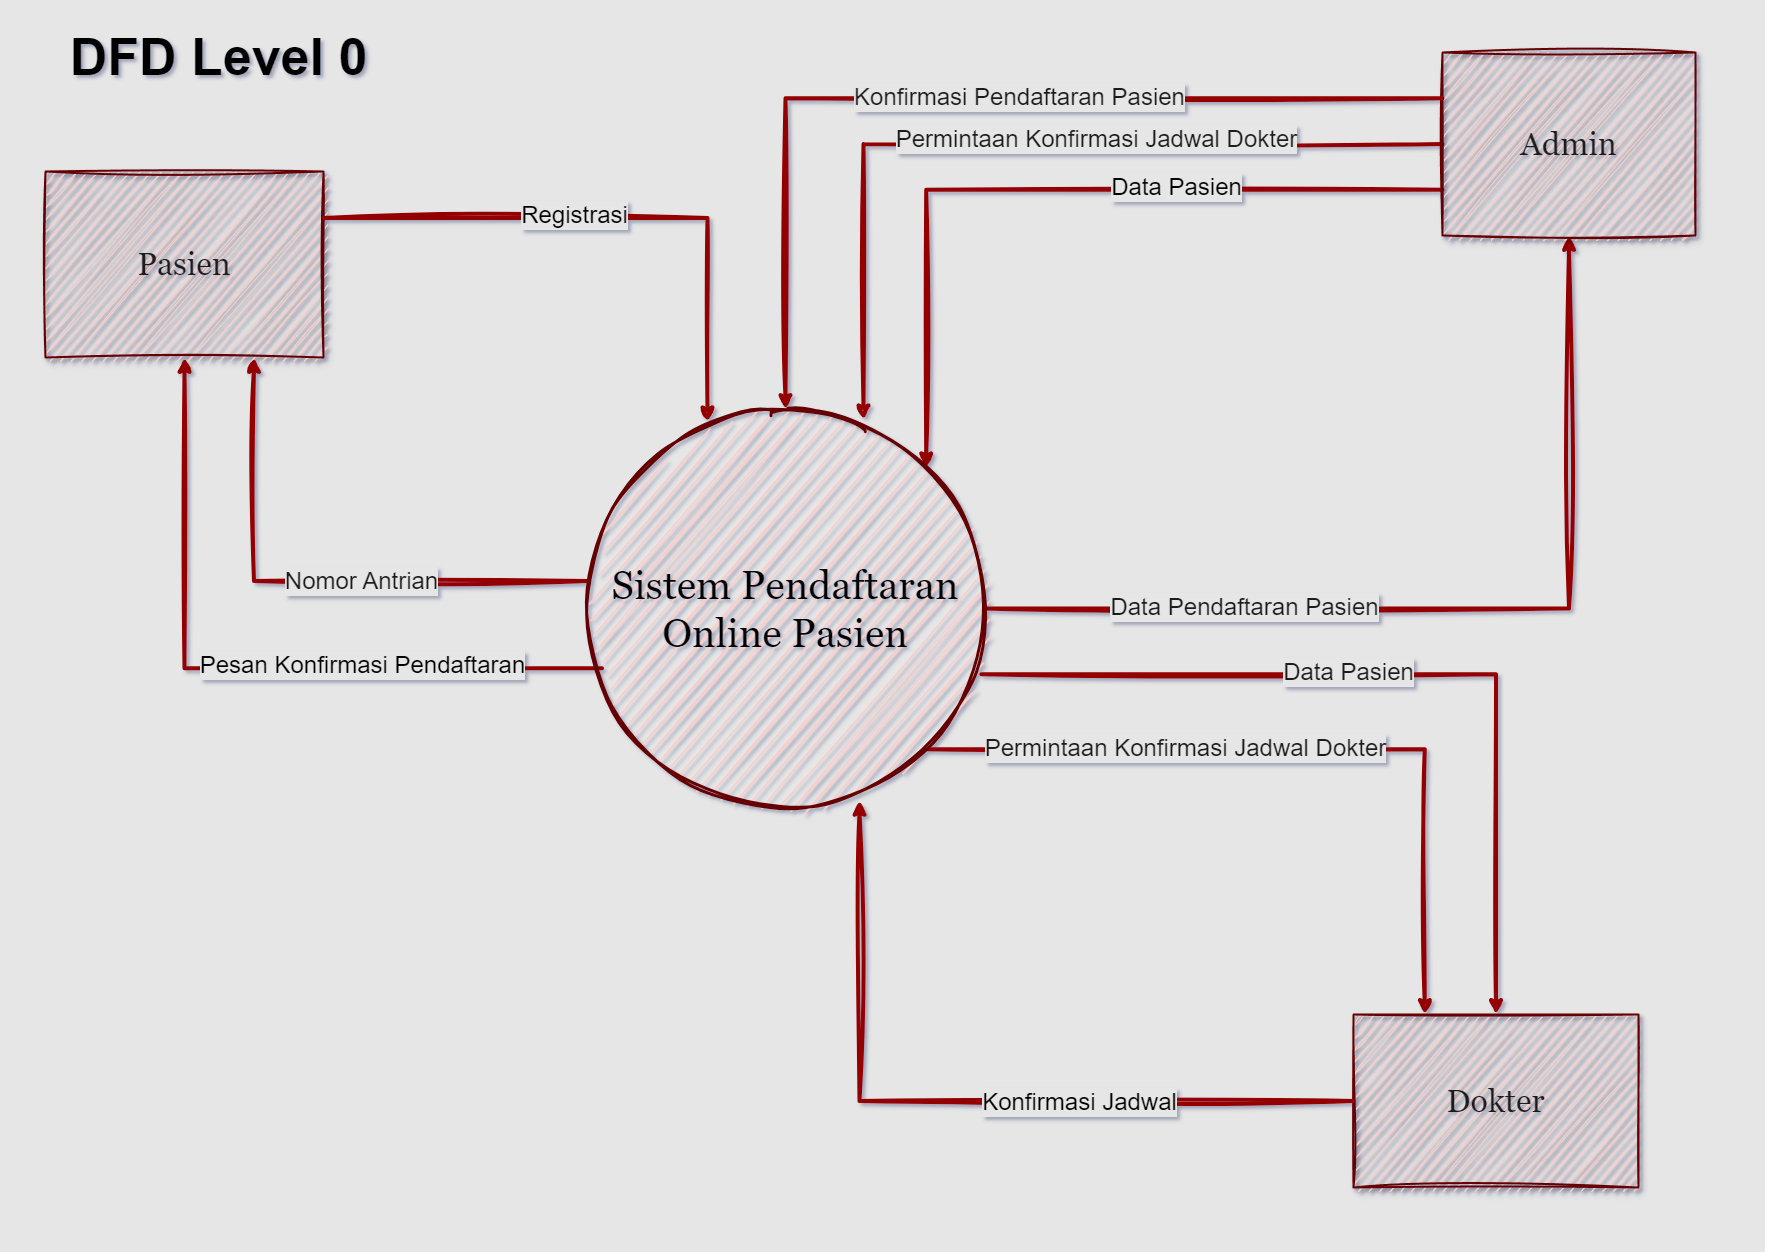 DFD Level 0
Konfirmasi Pendaftaran Pasien
Permintaan Konfirmasi Jadwal Dokter
Admin
Data Pasien
Registrasi
Pasien
Sistem Pendaftaran
Online Pasien
Nomor Antrian
Data Pendaftaran Pasien
Pesan Konfirmasi Pendaftaran
Data Pasien
Permintaan Konfirmasi Jadwal Dokter
Konfirmasi Jadwal
Dokter